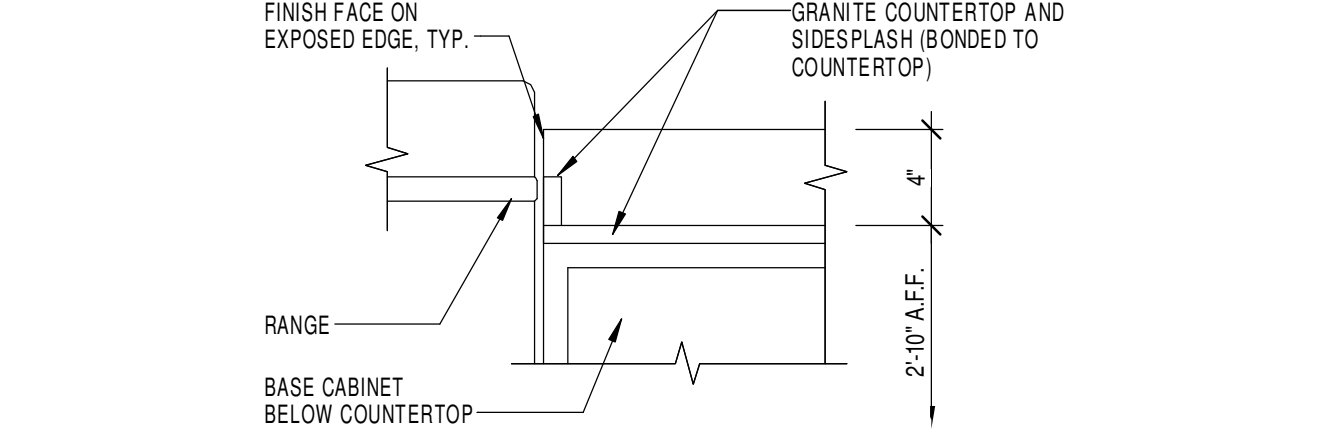 FINISH FACE ON
EXPOSED EDGE, TYP.
GRANITE COUNTERTOP AND
SIDESPLASH (BONDED TO
COUNTERTOP)
4"
2'-10" A.F.F.
RANGE
BASE CABINET
BELOW COUNTERTOP